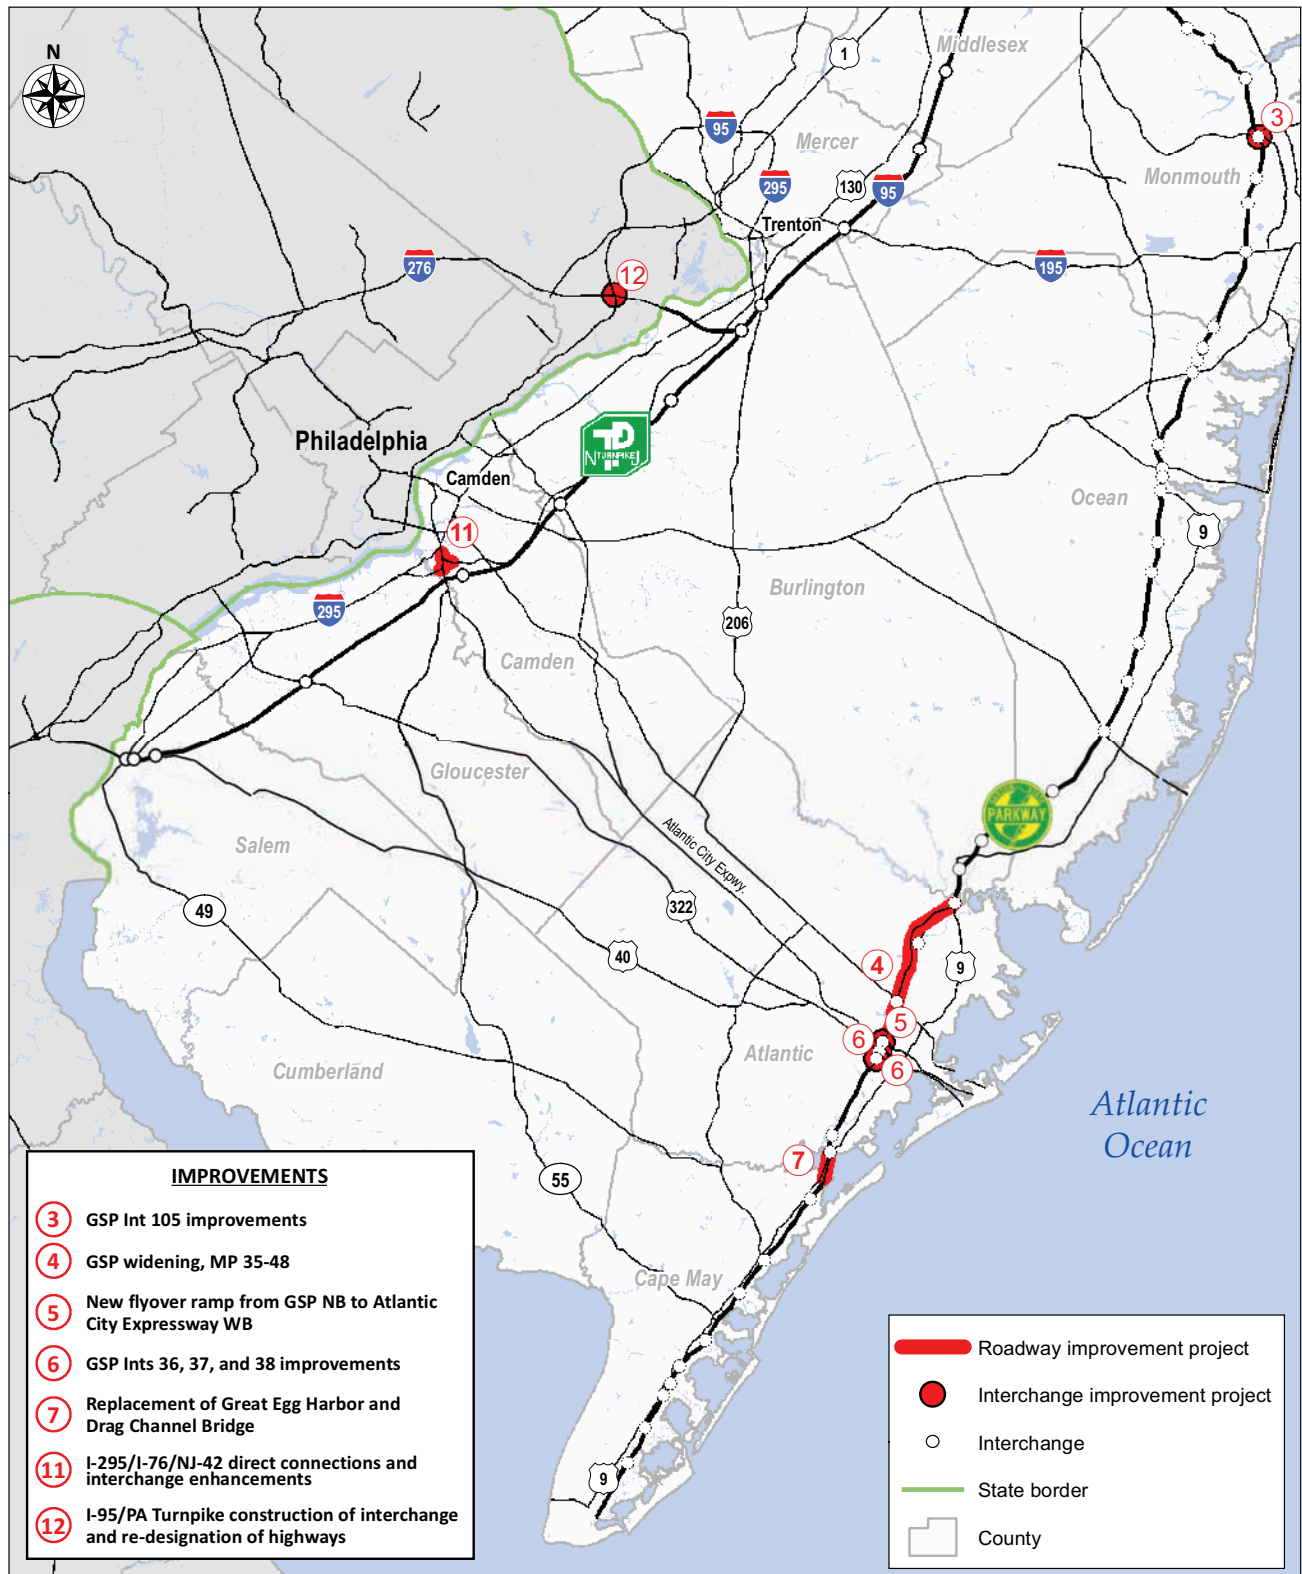 N
1
Middlesex
95
Mercer
3
295
130
95
Monmouth
Trenton
276
12
195
Philadelphia
TP
N TURNPIKE J
Camden
Ocean
11
9
Burlington
295
206
Camden
Gloucester
PARKWAY
Atlantic City Expwy.
Salem
49
322
40
4
9
5
6
Atlantic
6
Cumberland
Atlantic
Ocean
7
55
Cape May
9
IMPROVEMENTS
3 GSP Int 105 improvements
4 GSP widening, MP 35-48
5 New flyover ramp from GSP NB to Atlantic
City Expressway WB
6 GSP Ints 36, 37, and 38 improvements
7 Replacement of Great Egg Harbor and
Drag Channel Bridge
11 I-295/I-76/NJ-42 direct connections and
interchange enhancements
12 I-95/PA Turnpike construction of interchange
and re-designation of highways
Roadway improvement project
Interchange improvement project
Interchange
State border
County